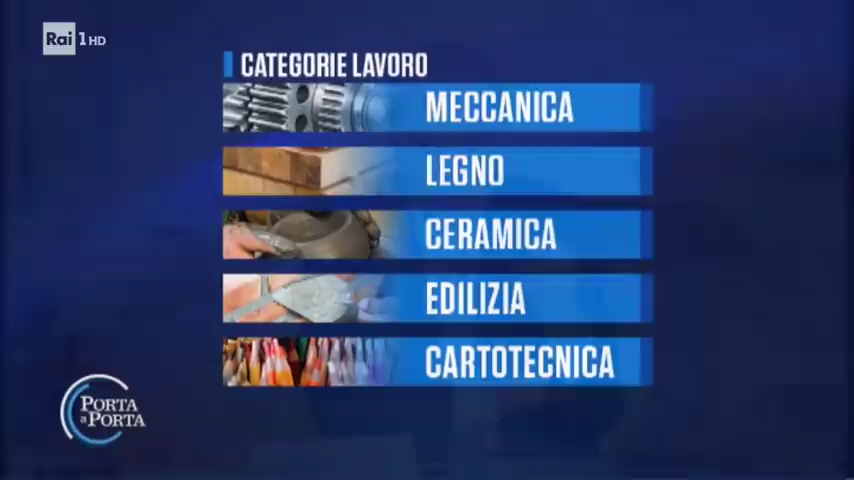 Rai 1 HD
CATEGORIE LAVORO
MECCANICA
LEGNO
CERAMICA
EDILIZIA
CARTOTECNICA
PORTA
a PORTA